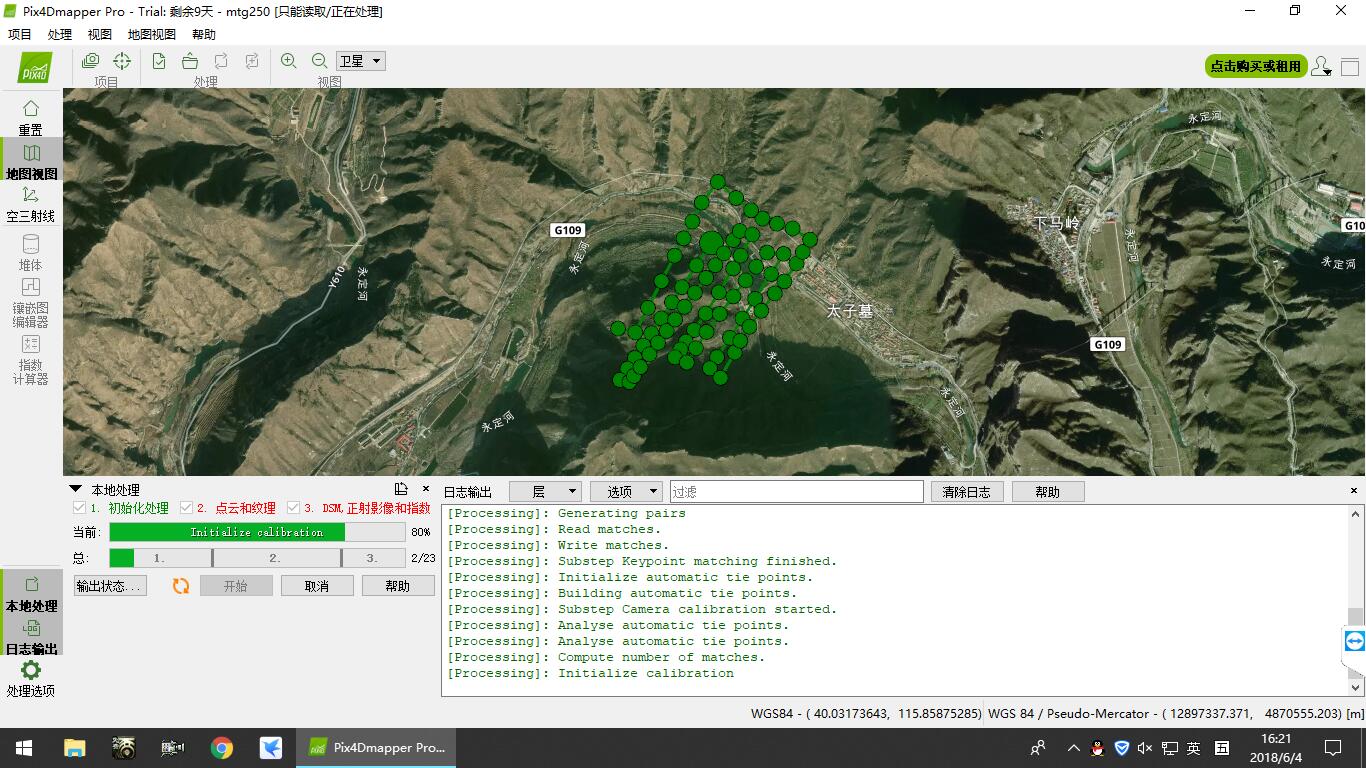 Pix4Dmapper Pro - Trial: 剩余9天 - mtg250 [只能读取/正在处理]
项目 处理 视图 地图视图 帮助
PIX4D
项目 处理 视图
卫星
点击购买或租用
重置
地图视图
空三射线
堆体
镶嵌图
编辑器
指数
计算器
本地处理
日志输出
处理选项
G109
永定河
Y610
永定河
永定河
太子墓
永定河
永定河
下马岭
永定河
永定河
G109
G10
永定河
本地处理
1. 初始化处理 2. 点云和纹理 3. DSM,正射影像和指数
当前: Initialize calibration 80%
总: 1. 2. 3. 2/23
输出状态... 开始 取消 帮助
日志输出 层 选项 过滤 清除日志 帮助
[Processing]: Generating pairs
[Processing]: Read matches.
[Processing]: Write matches.
[Processing]: Substep Keypoint matching finished.
[Processing]: Initialize automatic tie points.
[Processing]: Building automatic tie points.
[Processing]: Substep Camera calibration started.
[Processing]: Analyse automatic tie points.
[Processing]: Analyse automatic tie points.
[Processing]: Compute number of matches.
[Processing]: Initialize calibration
WGS84 - ( 40.03173643, 115.85875285) WGS 84 / Pseudo-Mercator - ( 12897337.371, 4870555.203) [m]
Pix4Dmapper Pro...
英
五
16:21
2018/6/4